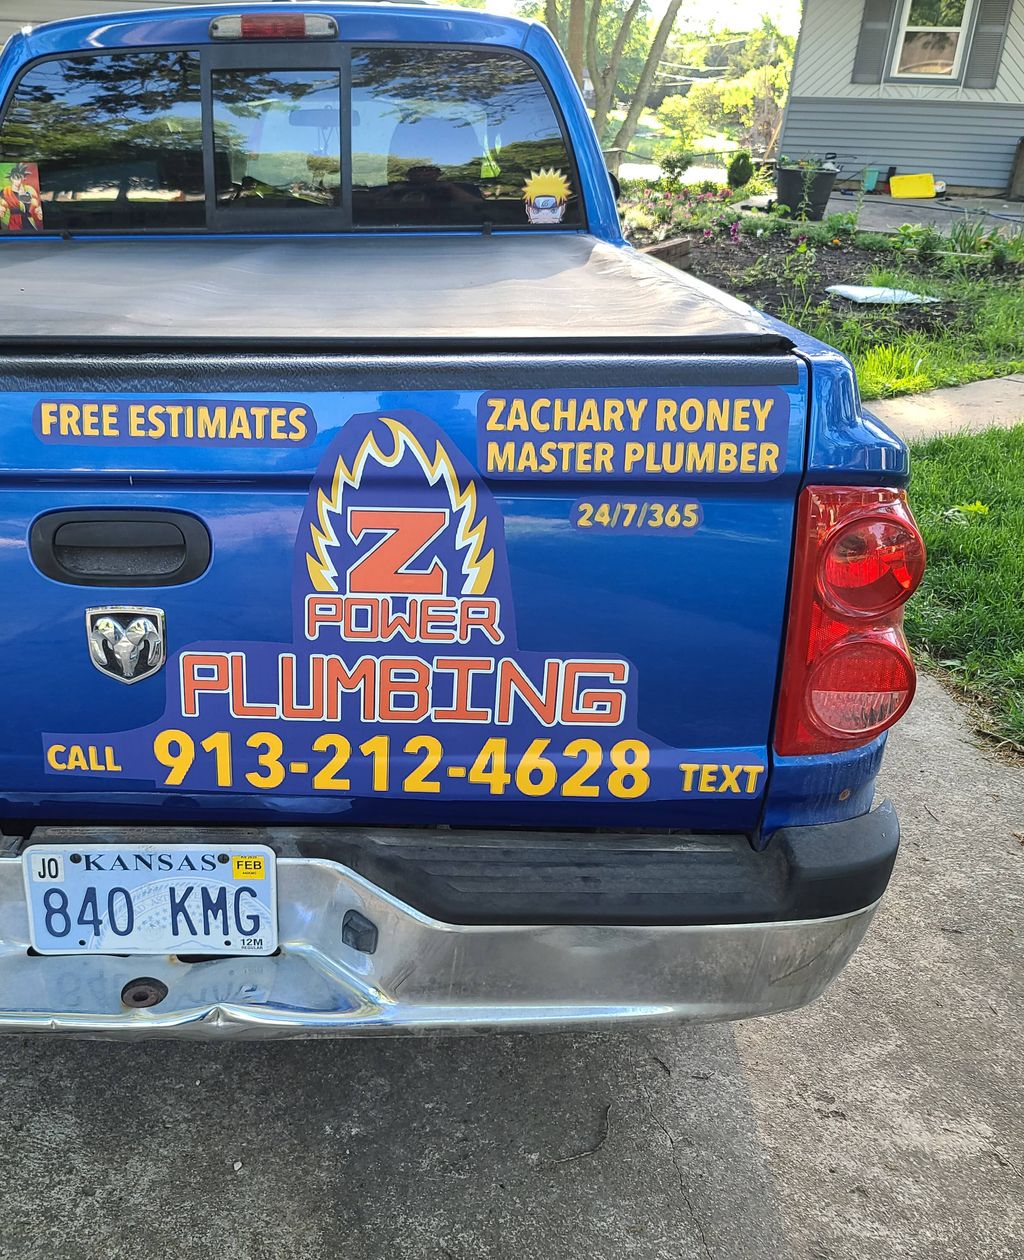 FREE ESTIMATES
ZACHARY RONEY
MASTER PLUMBER
24/7/365
Z
POWER
PLUMBING
CALL 913-212-4628 TEXT
JO KANSAS FEB
840 KMG
12M
REGULAR